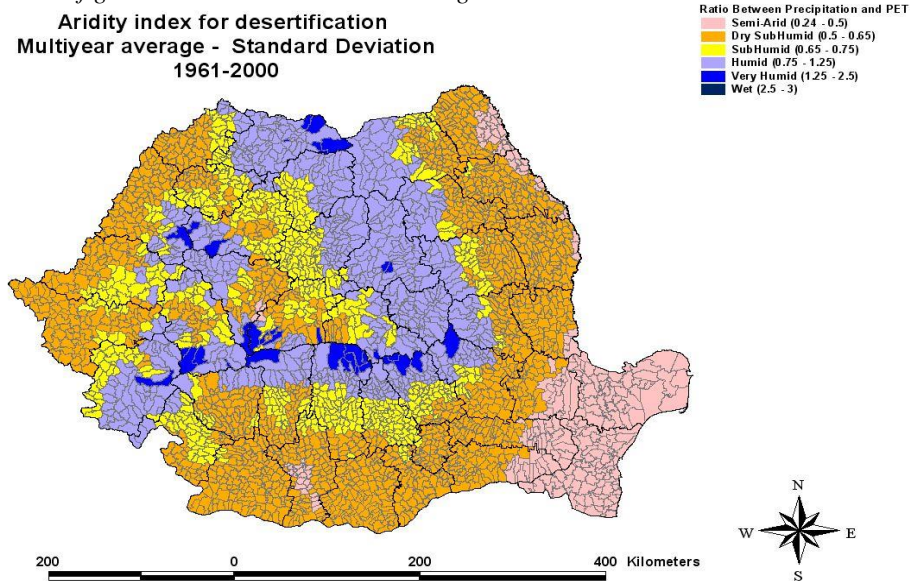 Aridity index for desertification
Multiyear average - Standard Deviation
1961-2000
Ratio Between Precipitation and PET
Semi-Arid (0.24 - 0.5)
Dry SubHumid (0.5 - 0.65)
SubHumid (0.65 - 0.75)
Humid (0.75 - 1.25)
Very Humid (1.25 - 2.5)
Wet (2.5 - 3)
N
W E
S
200 0 200 400 Kilometers